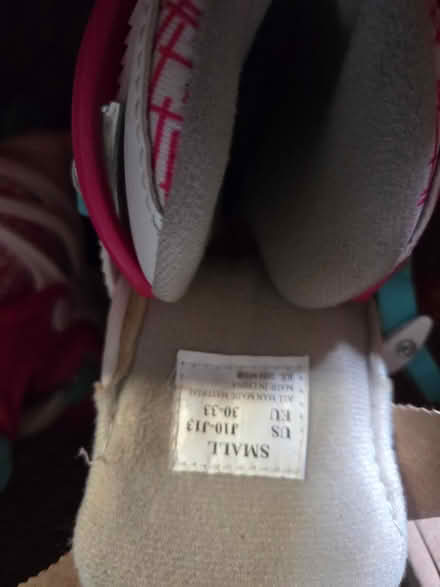 SMALL
US J10-J13
EU 30-33
ALL MAN MADE MATERIAL
MADE IN CHINA